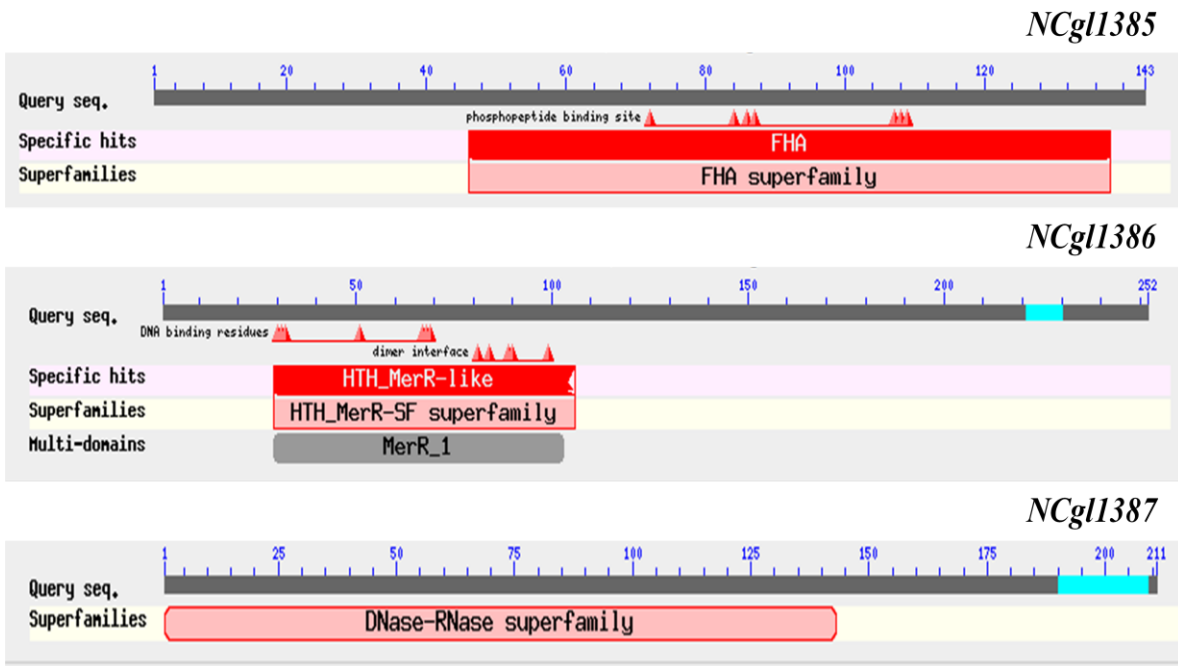 NCgl1385
1 20 40 60 80 100 120 143
Query seq.
phosphopeptide binding site
Specific hits FHA
Superfamilies FHA superfamily
NCgl1386
1 50 100 150 200 252
Query seq.
DNA binding residues
dimer interface
Specific hits HTH_MerR-like
Superfamilies HTH_MerR-SF superfamily
Multi-domains MerR_1
NCgl1387
1 25 50 75 100 125 150 175 200 211
Query seq.
Superfamilies DNase-RNase superfamily